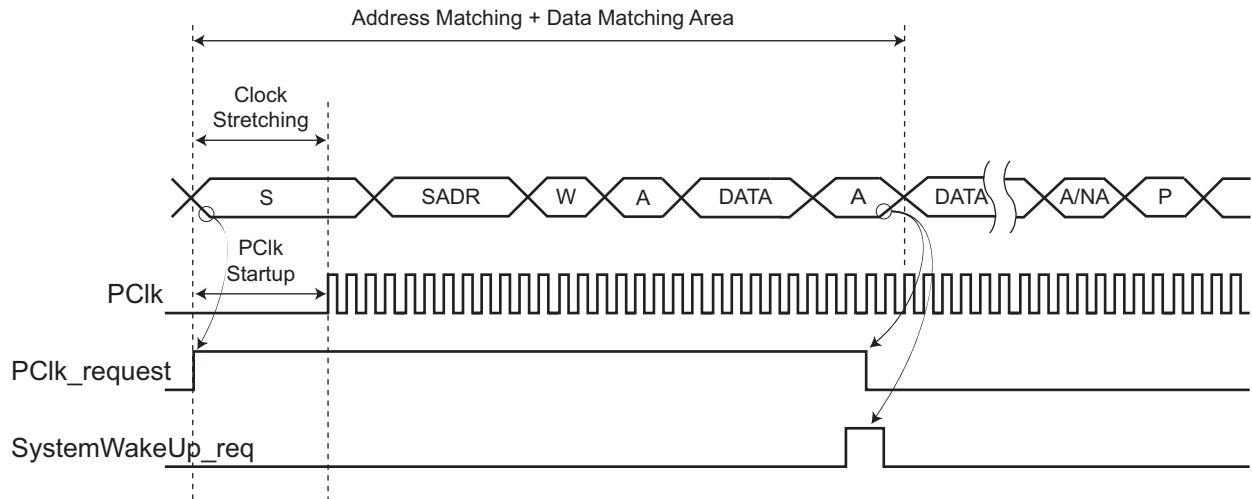 Address Matching + Data Matching Area
Clock
Stretching
S
SADR
W
A
DATA
A
DATA
A/NA
P
PClk
Startup
PClk
PClk_request
SystemWakeUp_req